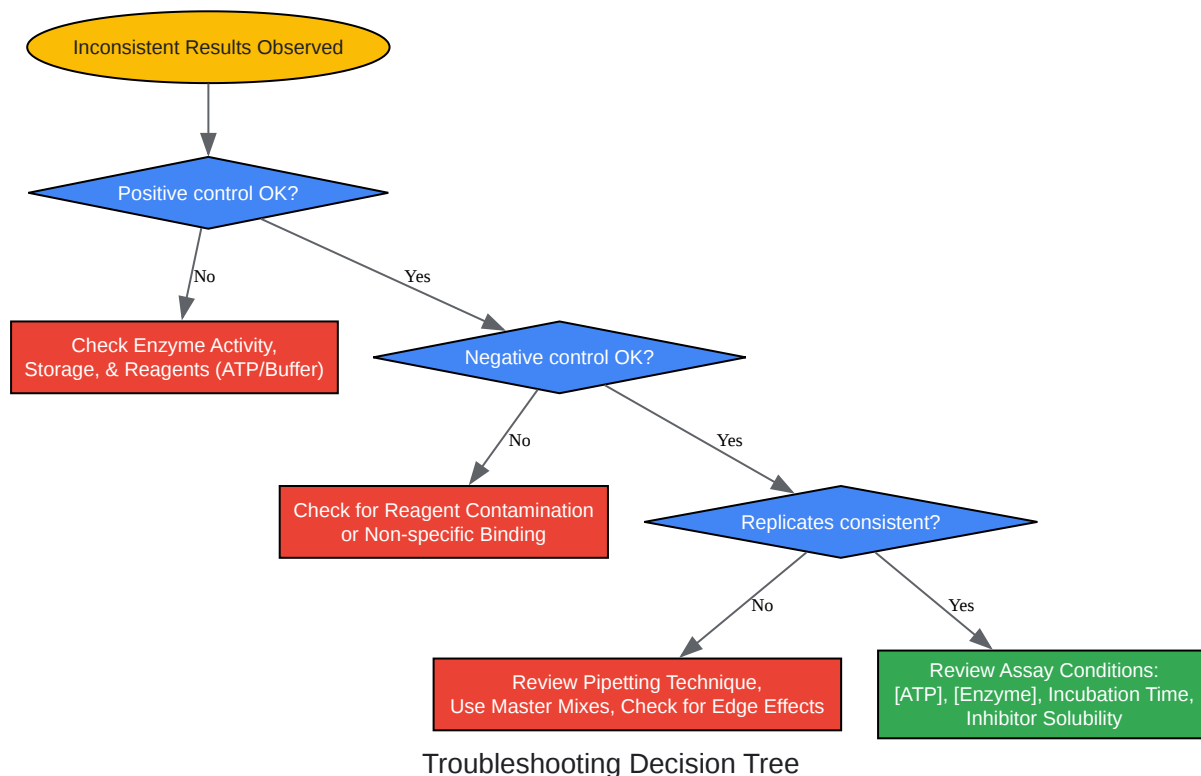 Inconsistent Results Observed
Positive control OK?
No
Yes
Check Enzyme Activity,
Storage, & Reagents (ATP/Buffer)
Negative control OK?
No
Yes
Check for Reagent Contamination
or Non-specific Binding
Replicates consistent?
No
Yes
Review Pipetting Technique,
Use Master Mixes, Check for Edge Effects
Review Assay Conditions:
[ATP], [Enzyme], Incubation Time,
Inhibitor Solubility
Troubleshooting Decision Tree